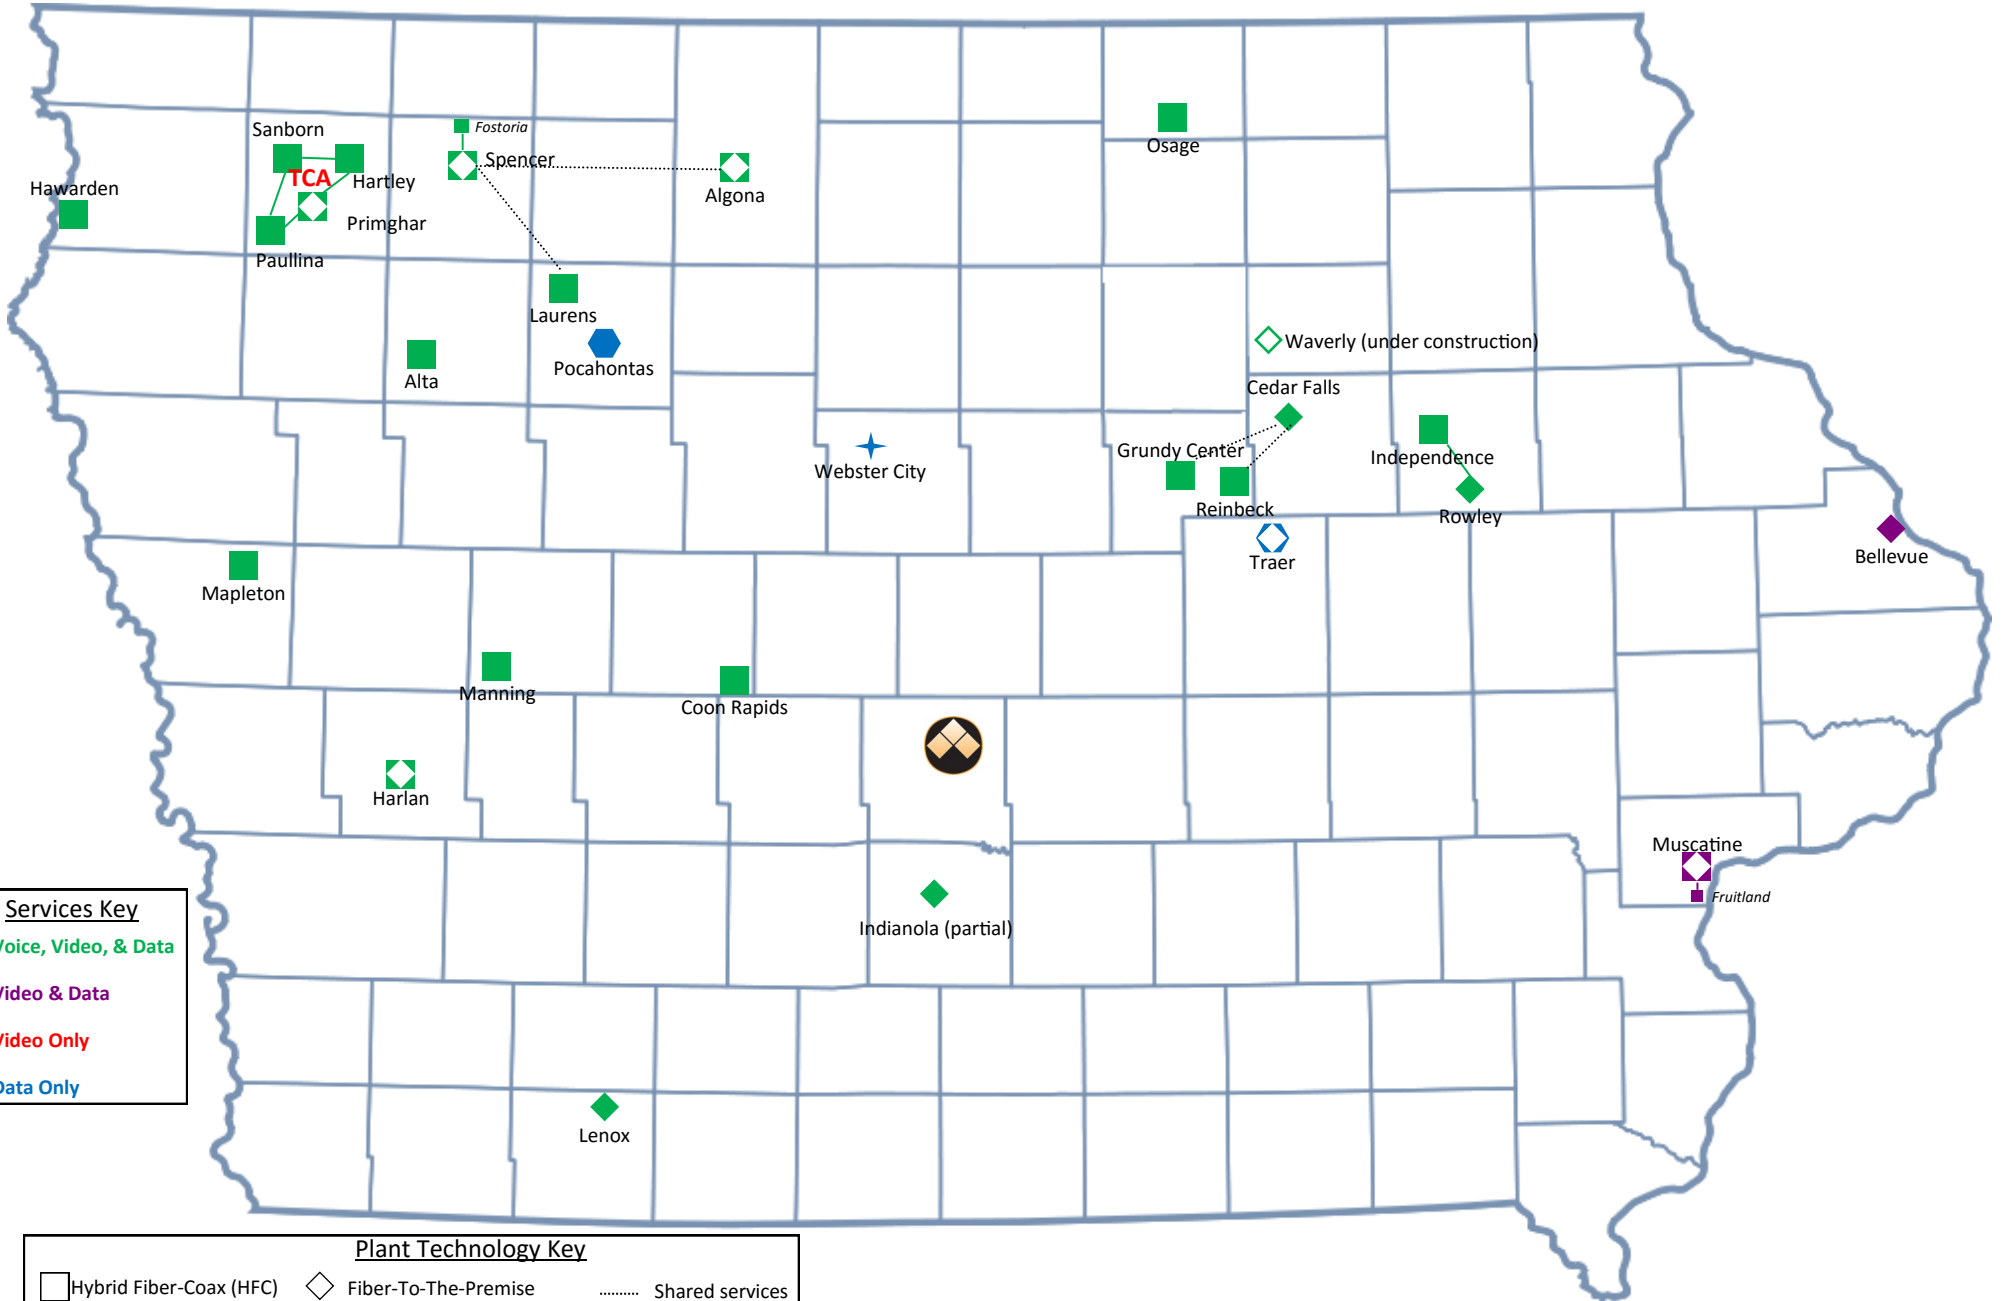 Fostoria
Sanborn
Osage
Spencer
TCA
Hartley
Hawarden
Algona
Primghar
Paullina
Laurens
Waverly (under construction)
Pocahontas
Alta
Cedar Falls
Grundy Center
Independence
Webster City
Reinbeck
Rowley
Bellevue
Traer
Mapleton
Manning
Coon Rapids
Harlan
Muscatine
Fruitland
Indianola (partial)
Services Key
Voice, Video, & Data
Video & Data
Video Only
Data Only
Lenox
Plant Technology Key
Hybrid Fiber-Coax (HFC) Fiber-To-The-Premise .......... Shared services